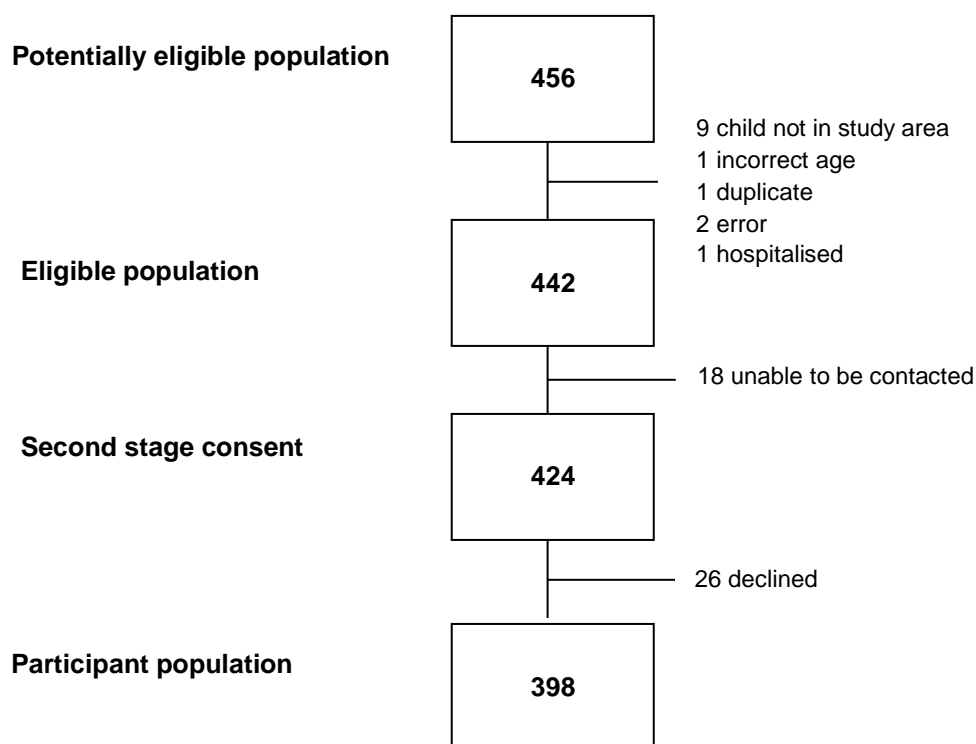 Potentially eligible population
456
9 child not in study area
1 incorrect age
1 duplicate
2 error
1 hospitalised
Eligible population
442
18 unable to be contacted
Second stage consent
424
26 declined
Participant population
398